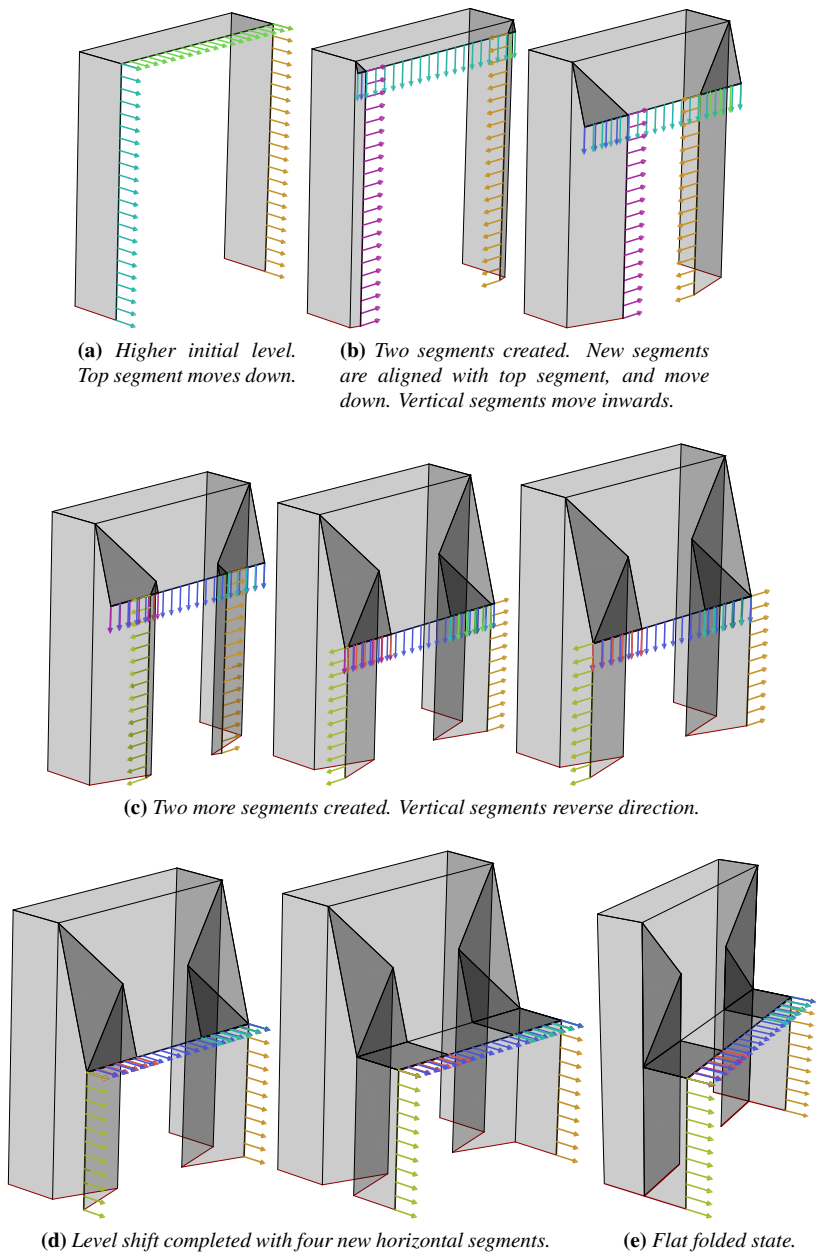 (a) Higher initial level.
Top segment moves down.
(b) Two segments created. New segments
are aligned with top segment, and move
down. Vertical segments move inwards.
(c) Two more segments created. Vertical segments reverse direction.
(d) Level shift completed with four new horizontal segments.
(e) Flat folded state.